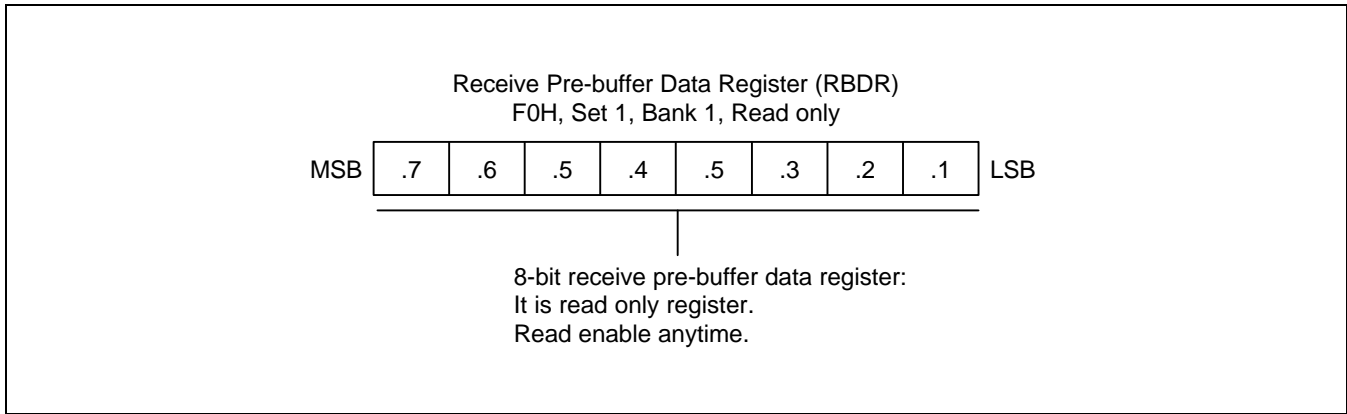 Receive Pre-buffer Data Register (RBDR)
F0H, Set 1, Bank 1, Read only
MSB .7 .6 .5 .4 .5 .3 .2 .1 LSB
8-bit receive pre-buffer data register:
It is read only register.
Read enable anytime.